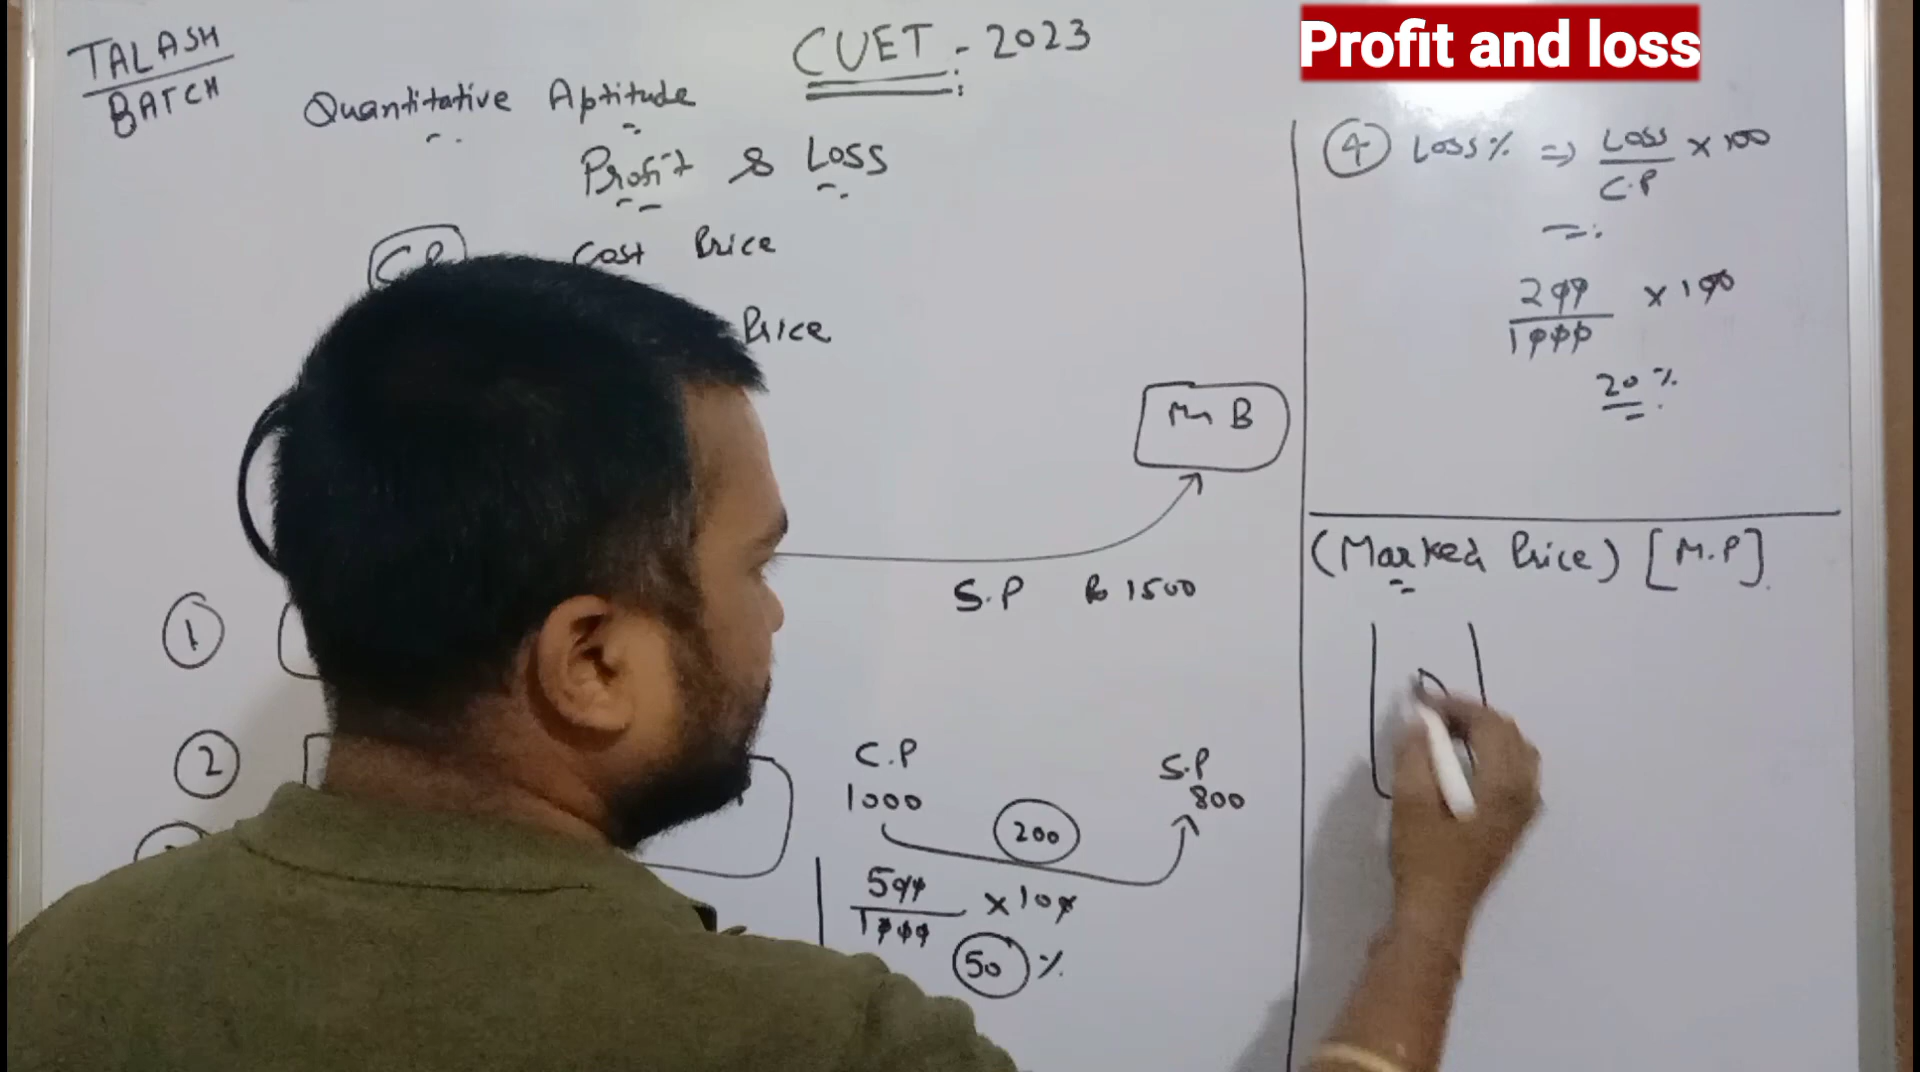 TALASH
BATCH
CUET - 2023
Quantitative Aptitude
Profit & Loss
Cost Price
Price
Mr B
S.P Rs 1500
1
2
C.P
1000
S.P
800
200
500
1000
× 100
50 %
Profit and loss
4 Loss% ⇒ Loss
C.P
× 100
200
1000
× 100
20 %
(Marked Price) [M.P]